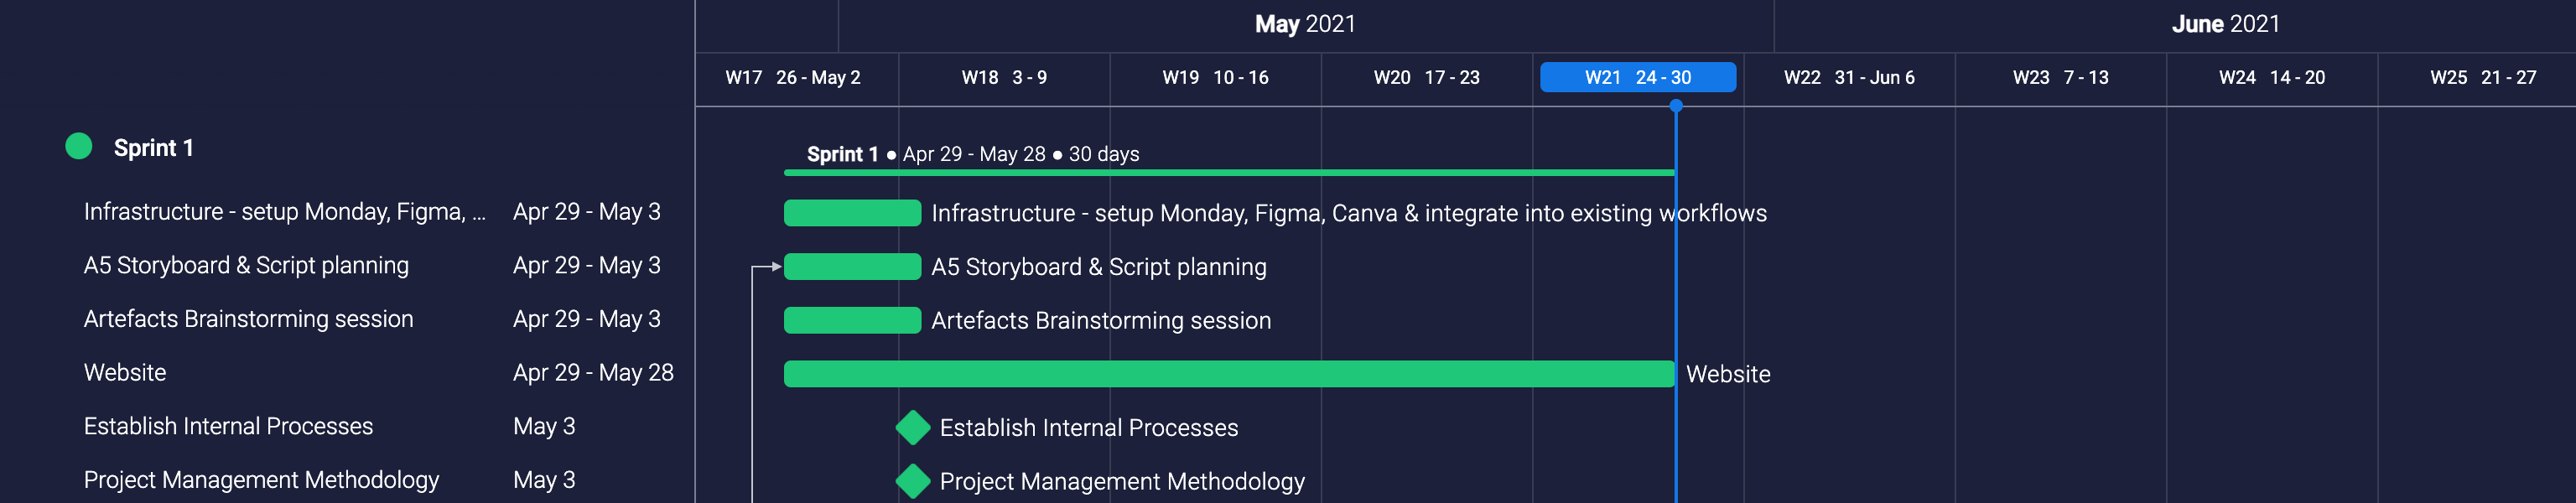 May 2021
June 2021
W17 26 - May 2
W18 3 - 9
W19 10 - 16
W20 17 - 23
W21 24 - 30
W22 31 - Jun 6
W23 7 - 13
W24 14 - 20
W25 21 - 27
Sprint 1
Sprint 1 ● Apr 29 - May 28 ● 30 days
Infrastructure - setup Monday, Figma, ...
Apr 29 - May 3
Infrastructure - setup Monday, Figma, Canva & integrate into existing workflows
A5 Storyboard & Script planning
Apr 29 - May 3
A5 Storyboard & Script planning
Artefacts Brainstorming session
Apr 29 - May 3
Artefacts Brainstorming session
Website
Apr 29 - May 28
Website
Establish Internal Processes
May 3
Establish Internal Processes
Project Management Methodology
May 3
Project Management Methodology